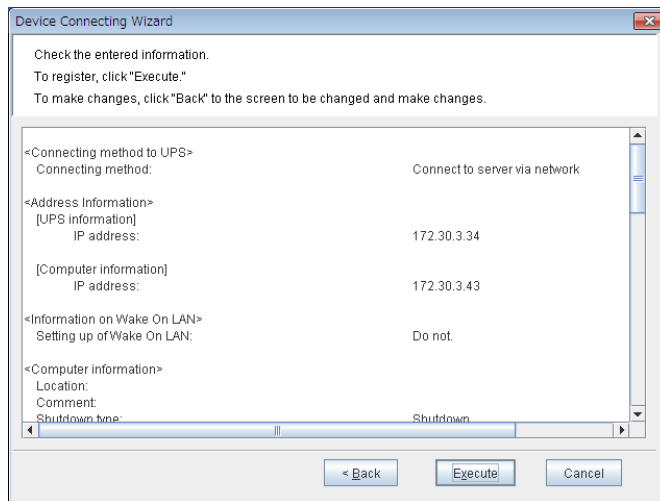 Device Connecting Wizard
Check the entered information.
To register, click "Execute."
To make changes, click "Back" to the screen to be changed and make changes.
<Connecting method to UPS>
Connecting method: Connect to server via network
<Address Information>
[UPS information]
IP address: 172.30.3.34
[Computer information]
IP address: 172.30.3.43
<Information on Wake On LAN>
Setting up of Wake On LAN: Do not.
<Computer information>
Location:
Comment:
Shutdown type: Shutdown
< Back Execute Cancel